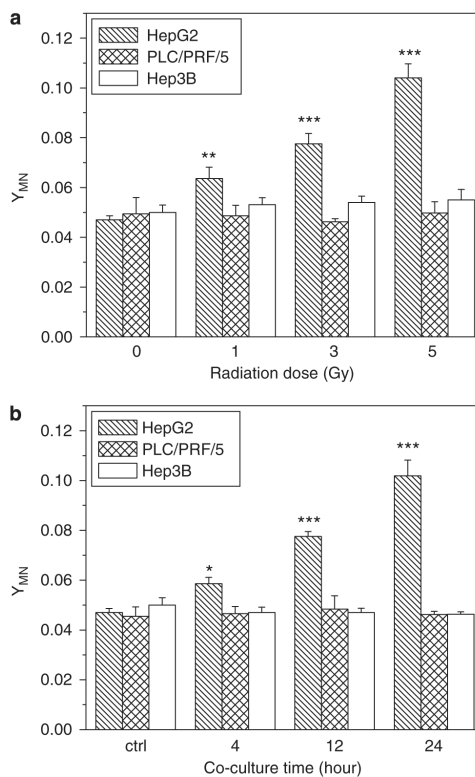 a
0.12
0.10
0.08
0.06
0.04
0.02
0.00
Y_MN
HepG2
PLC/PRF/5
Hep3B
**
***
***
0 1 3 5
Radiation dose (Gy)
b
0.12
0.10
0.08
0.06
0.04
0.02
0.00
Y_MN
HepG2
PLC/PRF/5
Hep3B
*
***
***
ctrl 4 12 24
Co-culture time (hour)